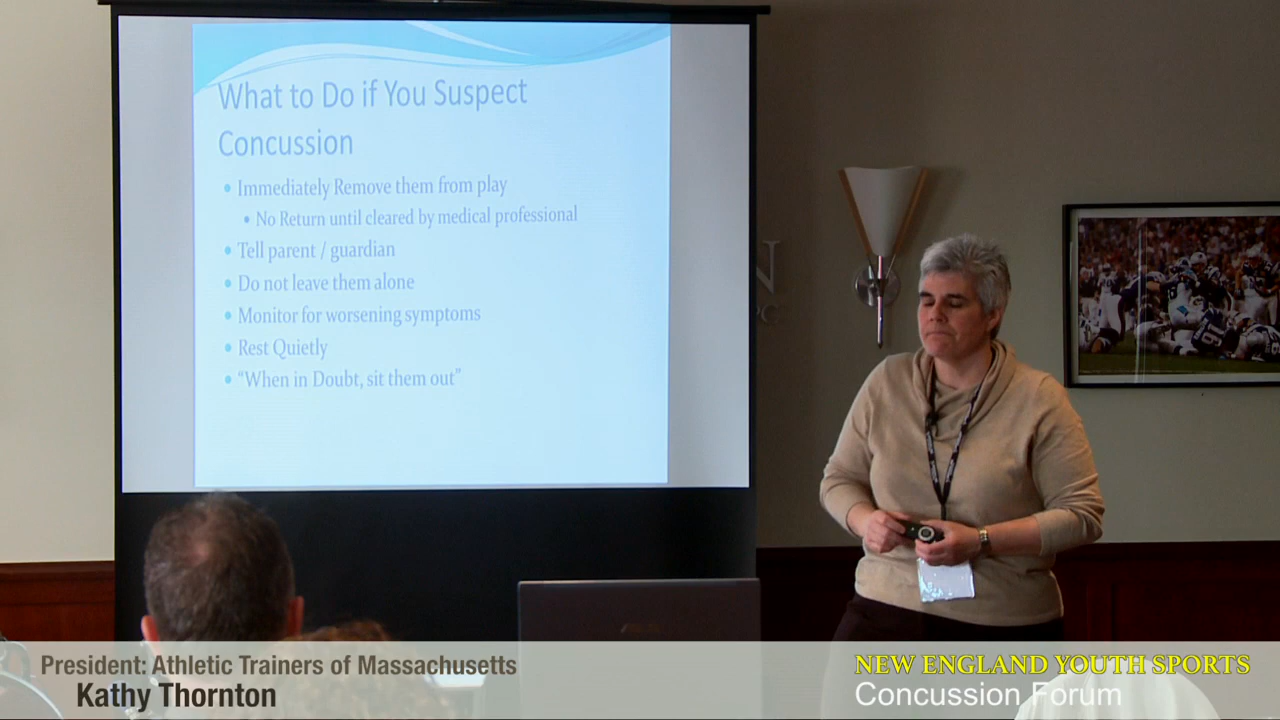 What to Do if You Suspect
Concussion
• Immediately Remove them from play
• No Return until cleared by medical professional
• Tell parent / guardian
• Do not leave them alone
• Monitor for worsening symptoms
• Rest Quietly
• "When in Doubt, sit them out"
N
PC
President: Athletic Trainers of Massachusetts
Kathy Thornton
NEW ENGLAND YOUTH SPORTS
Concussion Forum